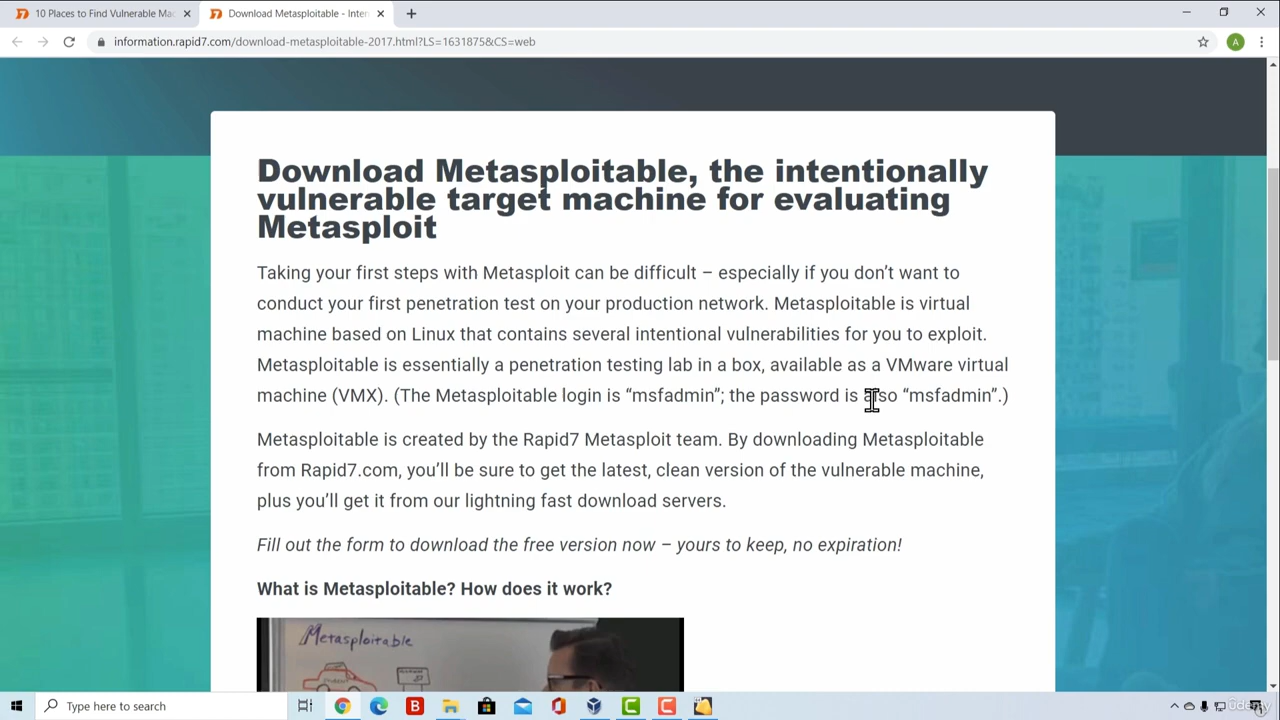 10 Places to Find Vulnerable Mac
Download Metasploitable - Inten
information.rapid7.com/download-metasploitable-2017.html?LS=1631875&CS=web
A
Download Metasploitable, the intentionally
vulnerable target machine for evaluating
Metasploit
Taking your first steps with Metasploit can be difficult – especially if you don’t want to
conduct your first penetration test on your production network. Metasploitable is virtual
machine based on Linux that contains several intentional vulnerabilities for you to exploit.
Metasploitable is essentially a penetration testing lab in a box, available as a VMware virtual
machine (VMX). (The Metasploitable login is “msfadmin”; the password is also “msfadmin”.)
Metasploitable is created by the Rapid7 Metasploit team. By downloading Metasploitable
from Rapid7.com, you’ll be sure to get the latest, clean version of the vulnerable machine,
plus you’ll get it from our lightning fast download servers.
Fill out the form to download the free version now – yours to keep, no expiration!
What is Metasploitable? How does it work?
Metasploitable
Type here to search
B
Udemy